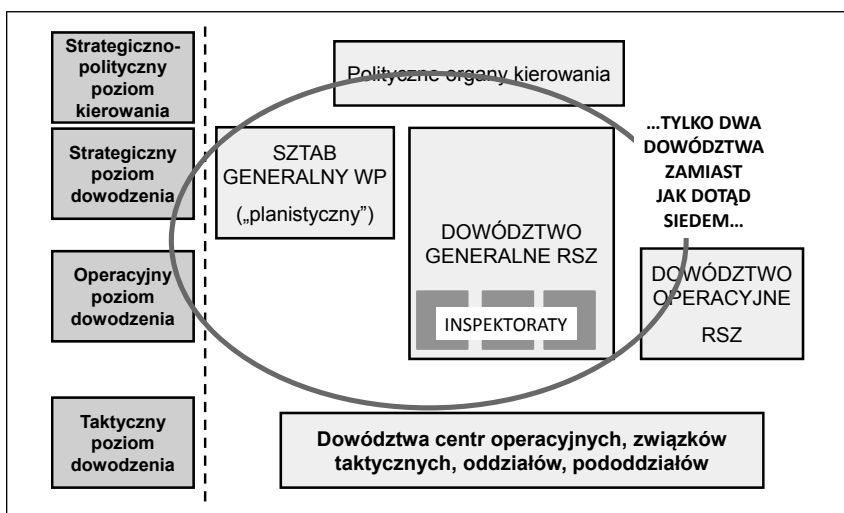 Strategiczno-
polityczny
poziom
kierowania
Polityczne organy kierowania
Strategiczny
poziom
dowodzenia
SZTAB
GENERALNY WP
(„planistyczny”)
...TYLKO DWA
DOWÓDZTWA
ZAMIAST
JAK DOTĄD
SIEDEM...
DOWÓDZTWO
GENERALNE RSZ
INSPEKTORATY
Operacyjny
poziom
dowodzenia
DOWÓDZTWO
OPERACYJNE
RSZ
Taktyczny
poziom
dowodzenia
Dowództwa centr operacyjnych, związków
taktycznych, oddziałów, pododdziałów